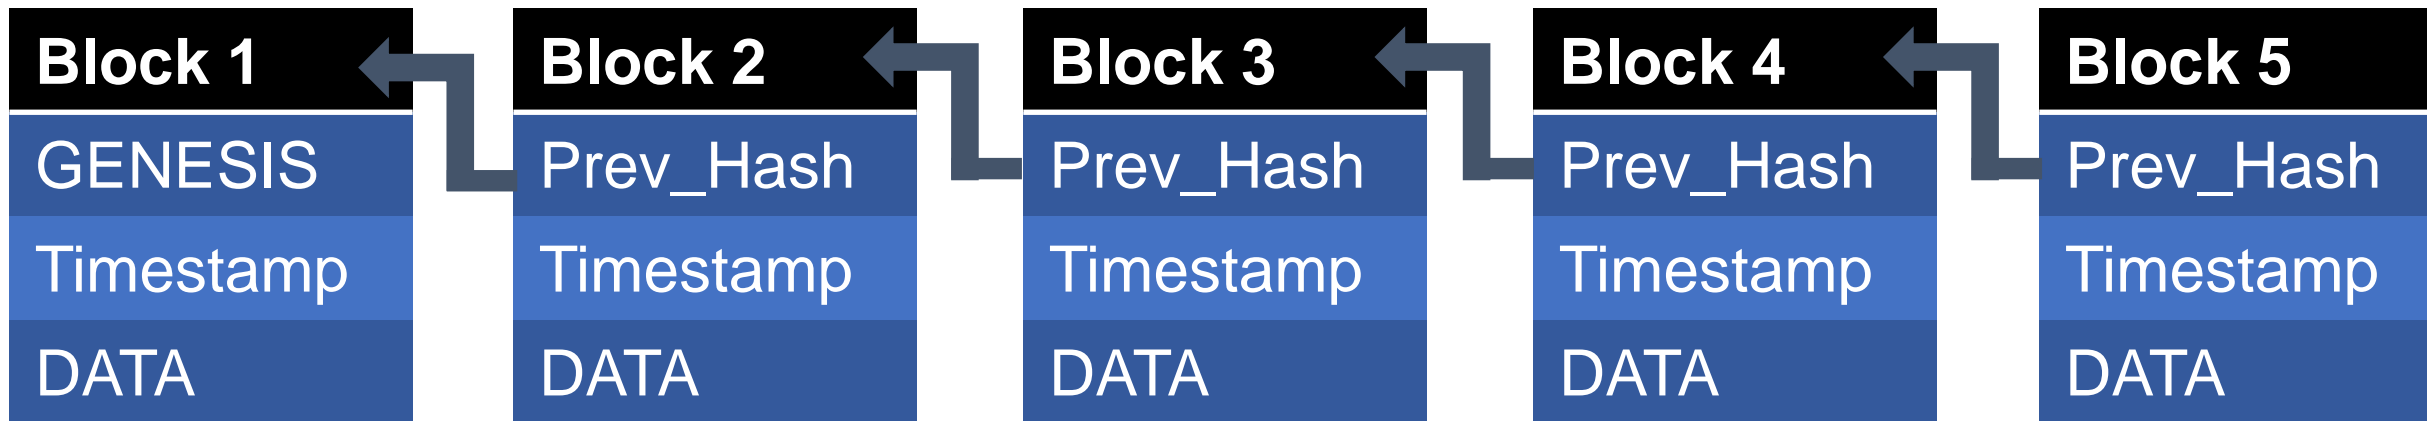 Block 1
GENESIS
Timestamp
DATA
Block 2
Prev_Hash
Timestamp
DATA
Block 3
Prev_Hash
Timestamp
DATA
Block 4
Prev_Hash
Timestamp
DATA
Block 5
Prev_Hash
Timestamp
DATA